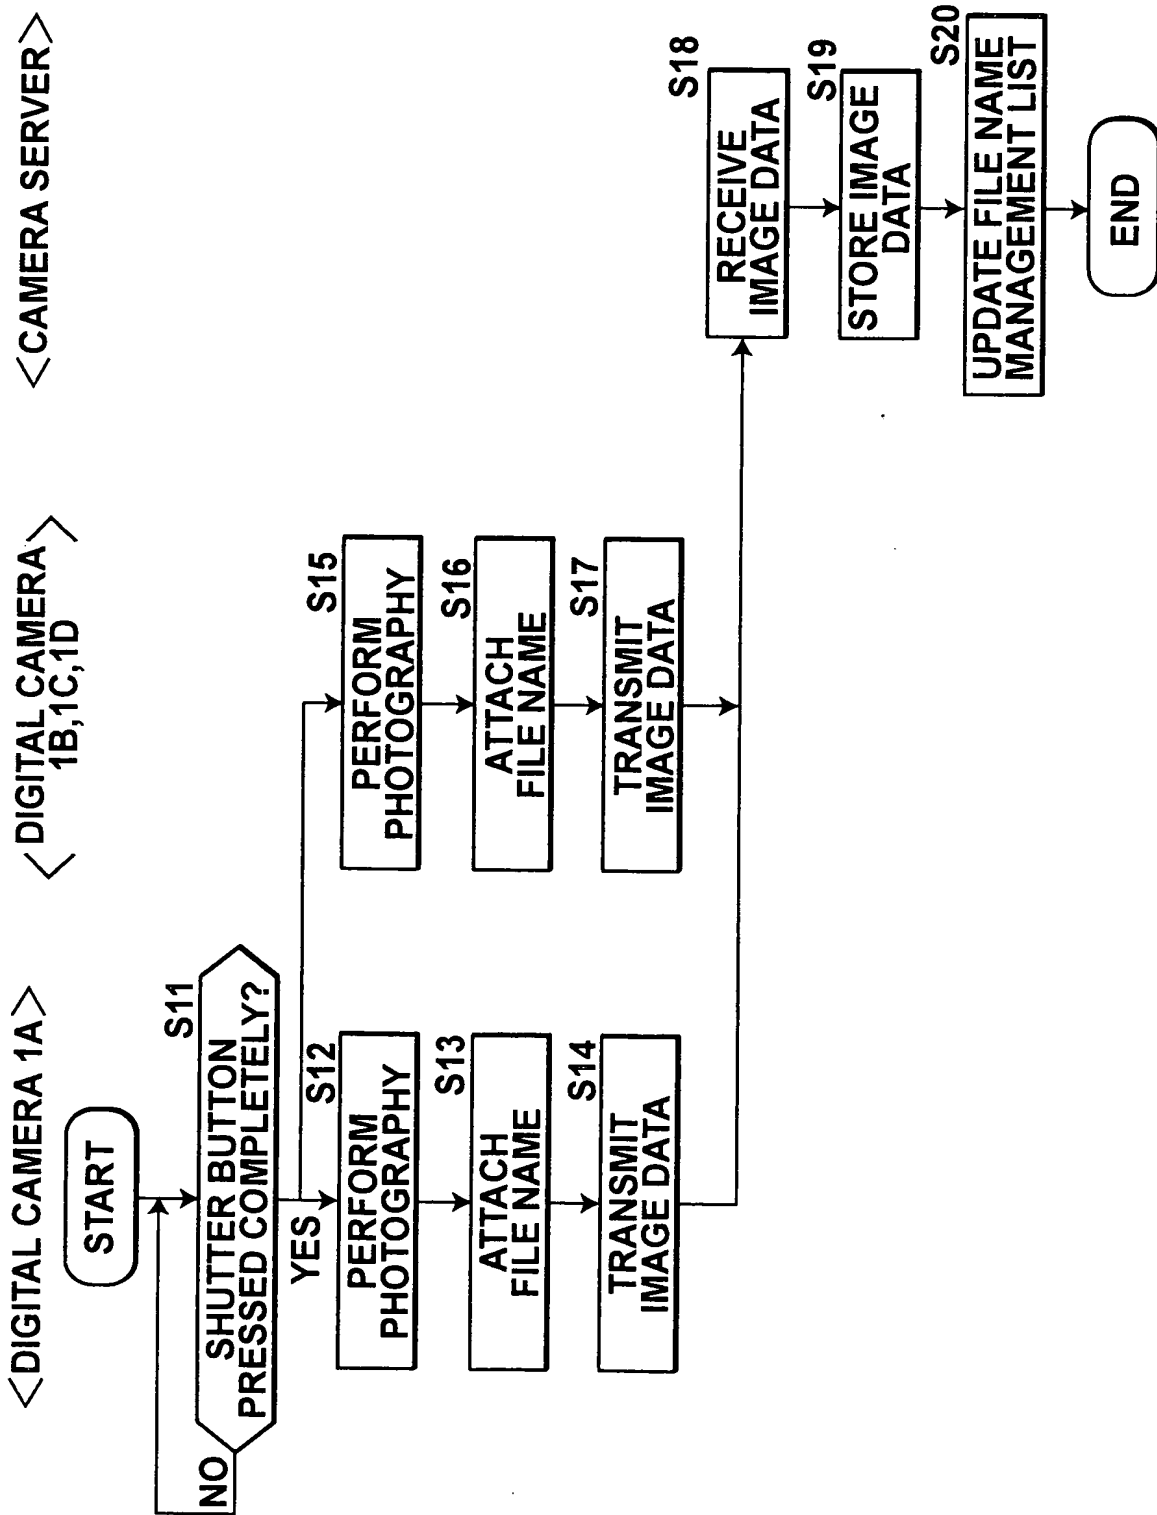 <DIGITAL CAMERA 1A>
START
S11
SHUTTER BUTTON
PRESSED COMPLETELY?
NO
YES
S12
PERFORM
PHOTOGRAPHY
S13
ATTACH
FILE NAME
S14
TRANSMIT
IMAGE DATA
<DIGITAL CAMERA
1B,1C,1D>
S15
PERFORM
PHOTOGRAPHY
S16
ATTACH
FILE NAME
S17
TRANSMIT
IMAGE DATA
<CAMERA SERVER>
S18
RECEIVE
IMAGE DATA
S19
STORE IMAGE
DATA
S20
UPDATE FILE NAME
MANAGEMENT LIST
END